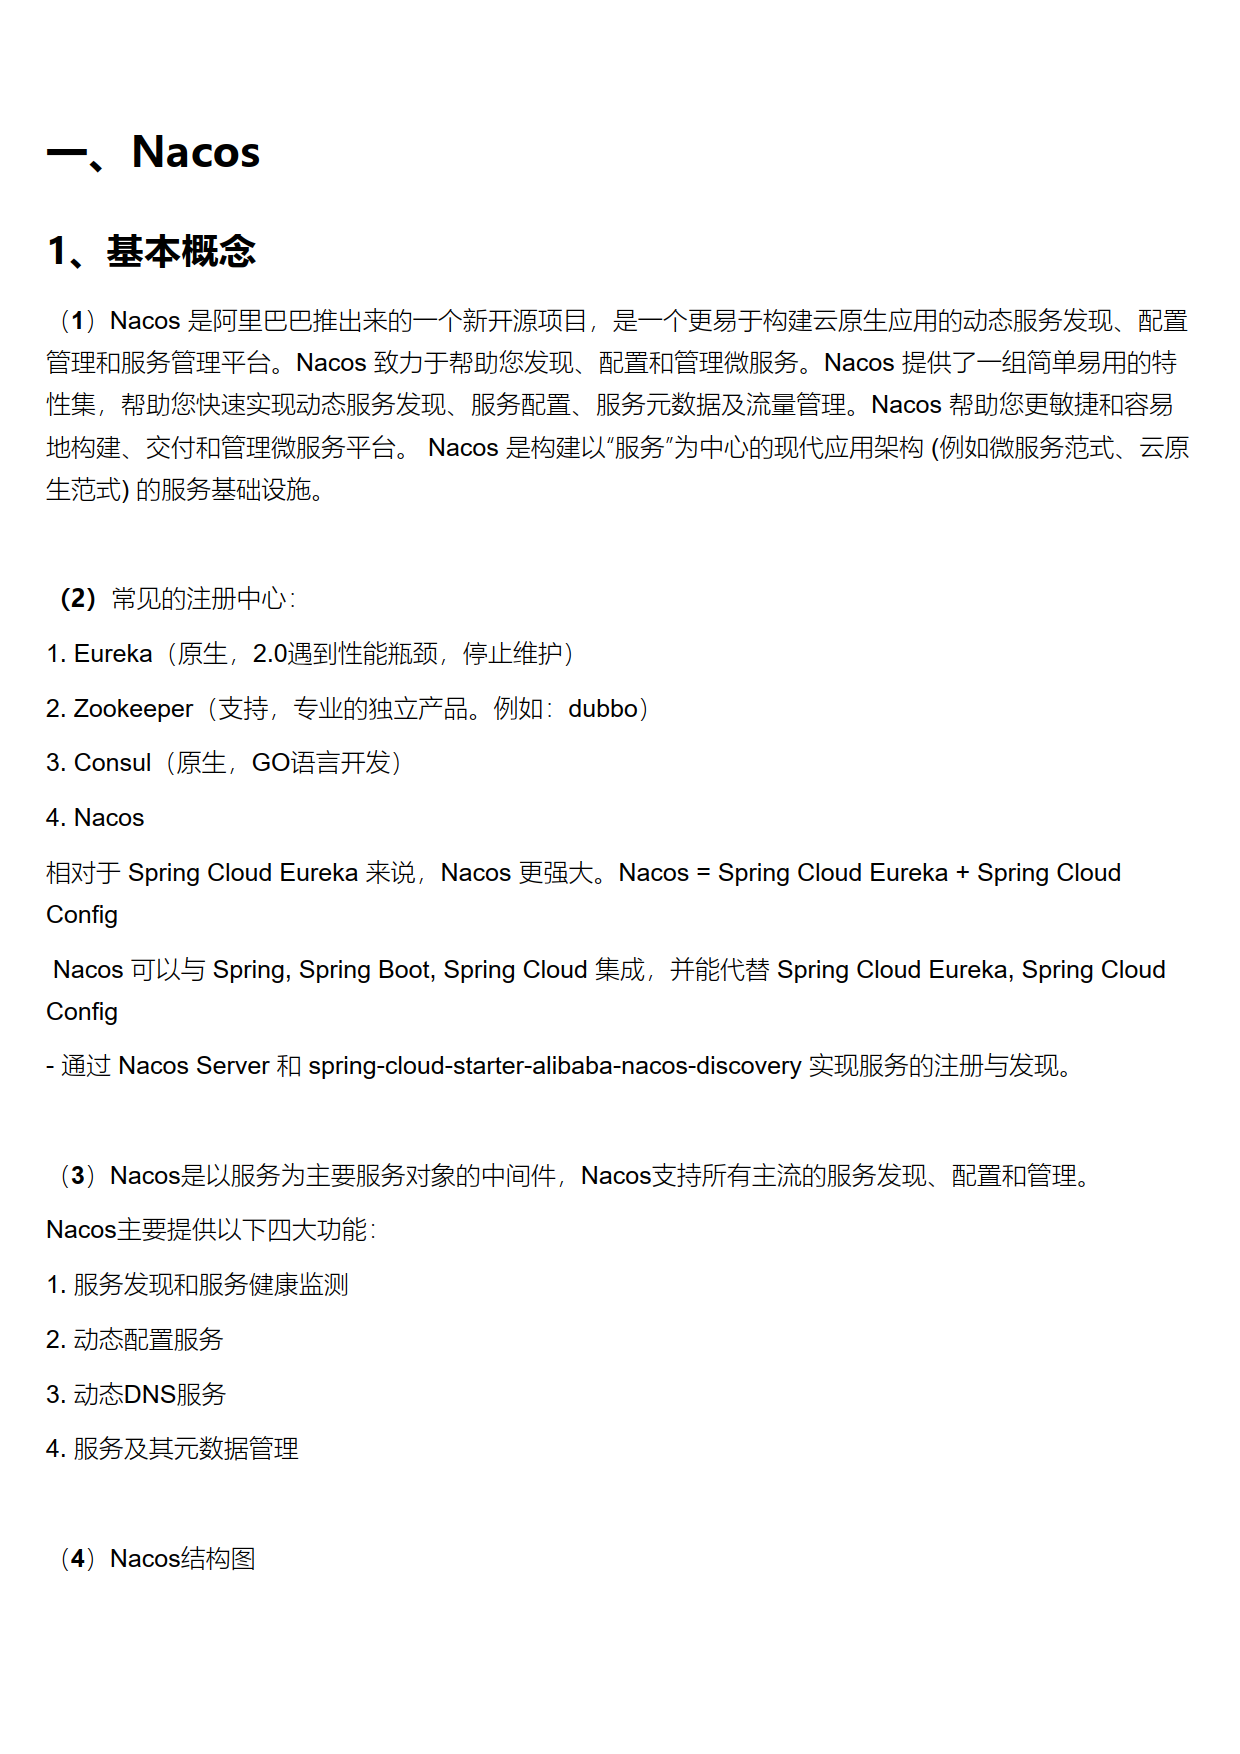 一、Nacos
1、基本概念
（1）Nacos 是阿里巴巴推出来的一个新开源项目，是一个更易于构建云原生应用的动态服务发现、配置
管理和服务管理平台。Nacos 致力于帮助您发现、配置和管理微服务。Nacos 提供了一组简单易用的特
性集，帮助您快速实现动态服务发现、服务配置、服务元数据及流量管理。Nacos 帮助您更敏捷和容易
地构建、交付和管理微服务平台。 Nacos 是构建以“服务”为中心的现代应用架构 (例如微服务范式、云原
生范式) 的服务基础设施。
（2）常见的注册中心：
1. Eureka（原生，2.0遇到性能瓶颈，停止维护）
2. Zookeeper（支持，专业的独立产品。例如：dubbo）
3. Consul（原生，GO语言开发）
4. Nacos
相对于 Spring Cloud Eureka 来说，Nacos 更强大。Nacos = Spring Cloud Eureka + Spring Cloud
Config
Nacos 可以与 Spring, Spring Boot, Spring Cloud 集成，并能代替 Spring Cloud Eureka, Spring Cloud
Config
- 通过 Nacos Server 和 spring-cloud-starter-alibaba-nacos-discovery 实现服务的注册与发现。
（3）Nacos是以服务为主要服务对象的中间件，Nacos支持所有主流的服务发现、配置和管理。
Nacos主要提供以下四大功能：
1. 服务发现和服务健康监测
2. 动态配置服务
3. 动态DNS服务
4. 服务及其元数据管理
（4）Nacos结构图